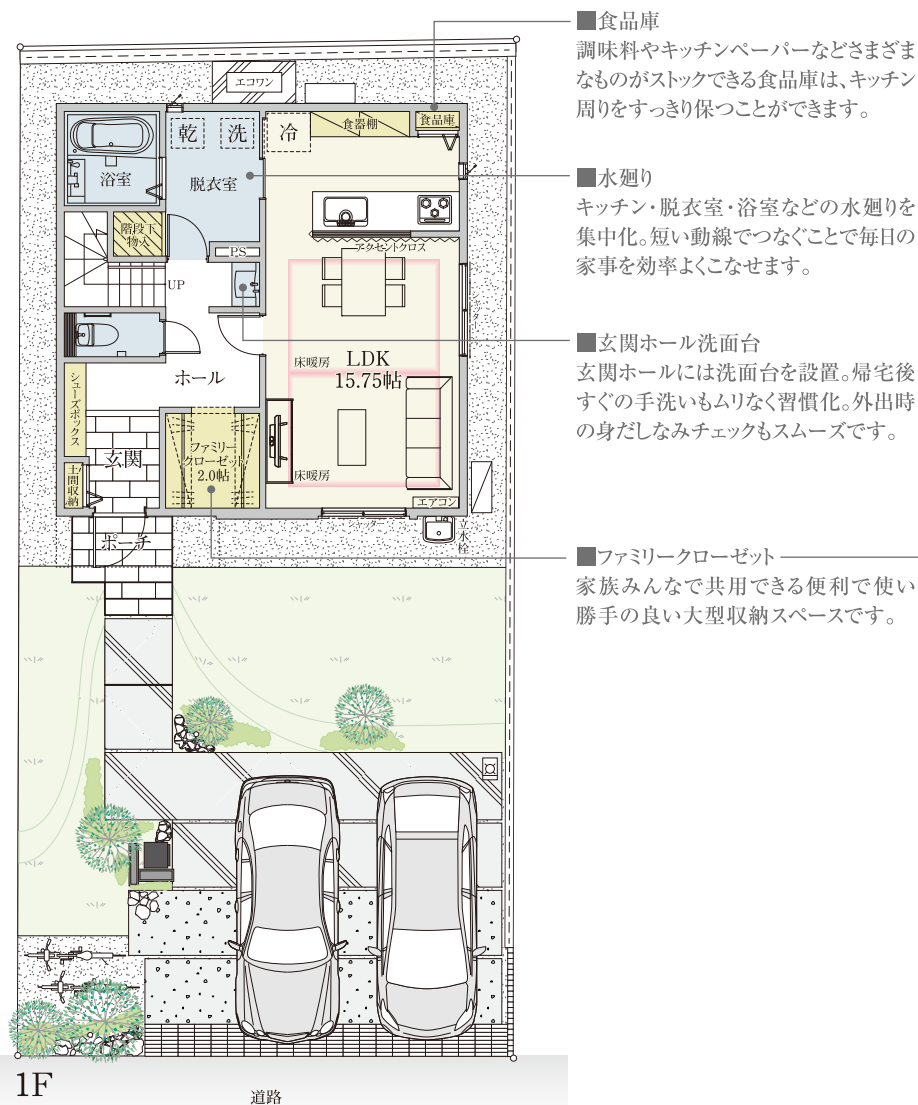 ■食品庫
調味料やキッチンペーパーなどさまざま
なものがストックできる食品庫は、キッチン
周りをすっきり保つことができます。
■水廻り
キッチン・脱衣室・浴室などの水廻りを
集中化。短い動線でつなぐことで毎日の
家事を効率よくこなせます。
■玄関ホール洗面台
玄関ホールには洗面台を設置。帰宅後
すぐの手洗いもムリなく習慣化。外出時
の身だしなみチェックもスムーズです。
■ファミリークローゼット
家族みんなで共用できる便利で使い
勝手の良い大型収納スペースです。
エコワン
乾
洗
冷
食器棚
食品庫
浴室
脱衣室
階段下
物入
PS
アクセントクロス
UP
床暖房
LDK
15.75帖
ホール
シューズボックス
ファミリー
クローゼット
2.0帖
玄関
土間収納
床暖房
エアコン
シャッター
シャッター
立水栓
ポーチ
1F
道路